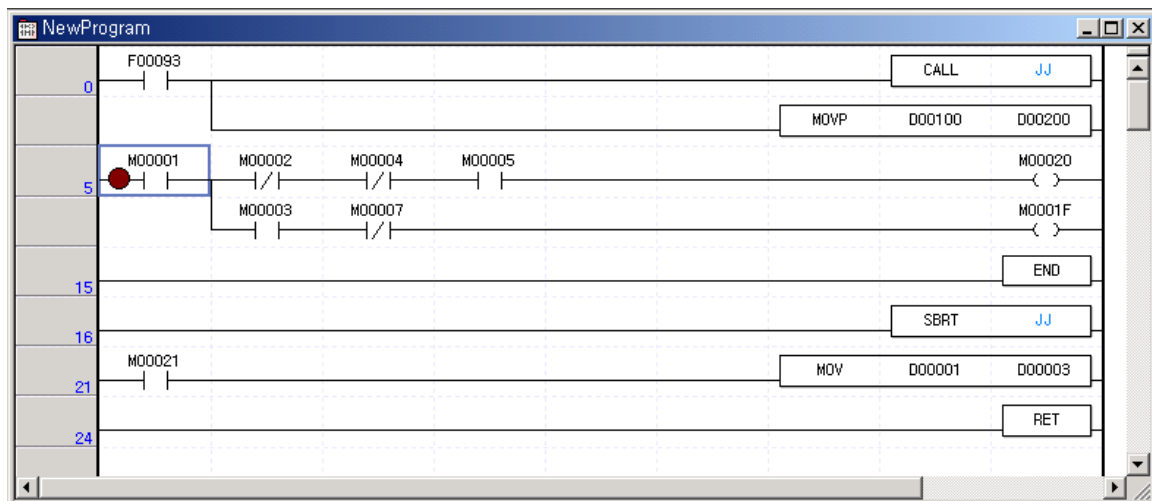 NewProgram
F00093
0 CALL JJ
MOVP D00100 D00200
M00001 M00002 M00004 M00005 M00020
5
M00003 M00007 M0001F
END
15
SBRT JJ
16
M00021
21 MOV D00001 D00003
RET
24